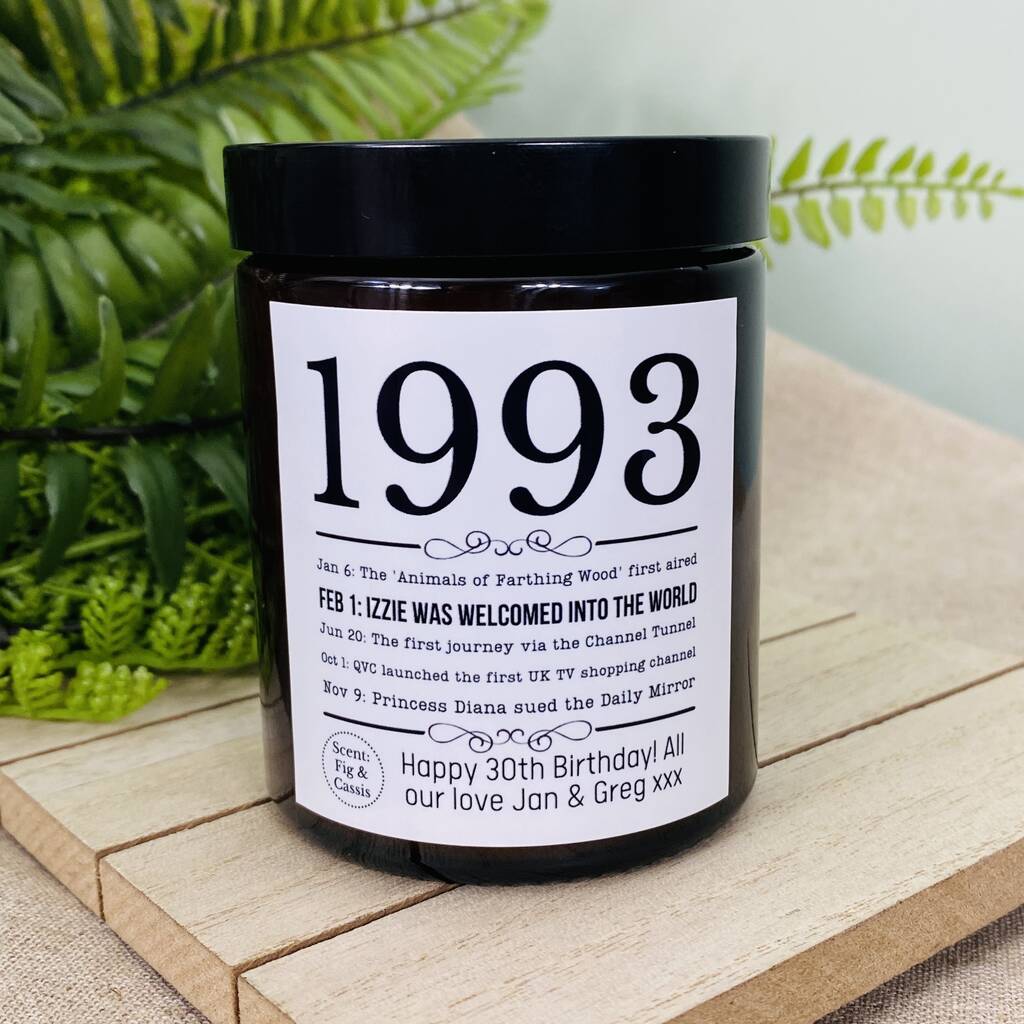 1993
Jan 6: The 'Animals of Farthing Wood' first aired
FEB 1: IZZIE WAS WELCOMED INTO THE WORLD
Jun 20: The first journey via the Channel Tunnel
Oct 1: QVC launched the first UK TV shopping channel
Nov 9: Princess Diana sued the Daily Mirror
Scent:
Fig &
Cassis
Happy 30th Birthday! All
our love Jan & Greg xxx